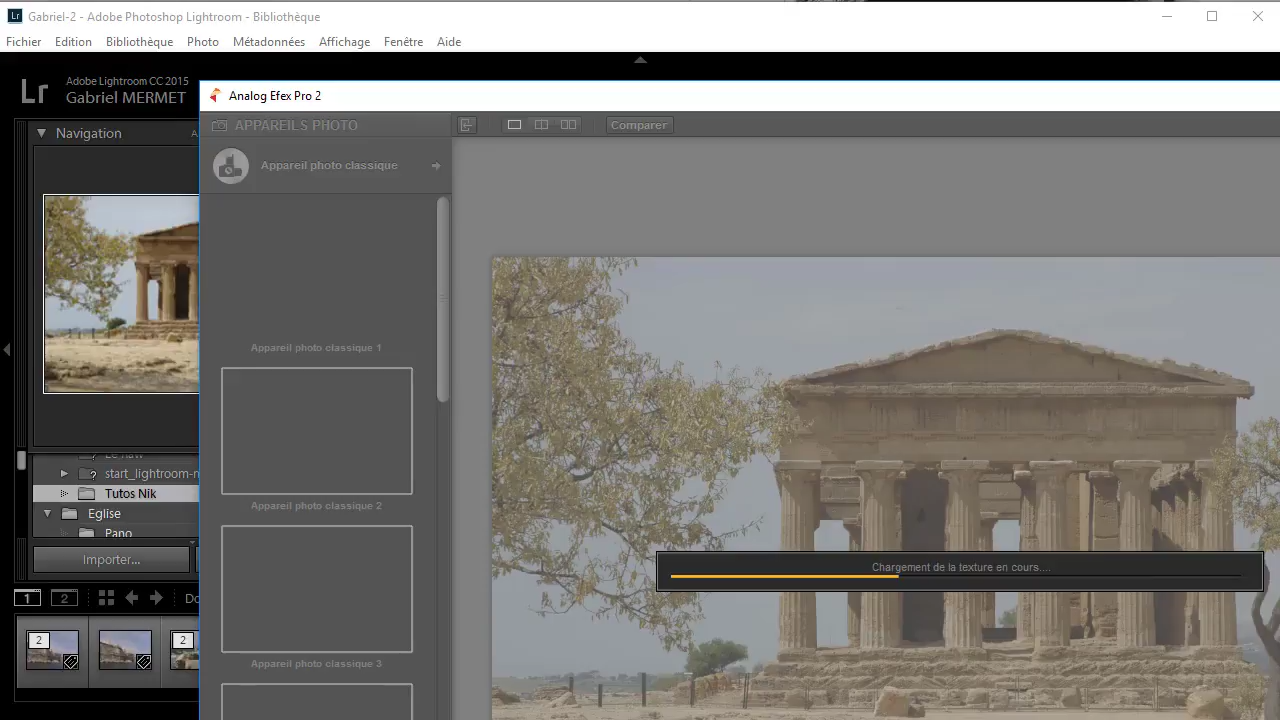 Gabriel-2 - Adobe Photoshop Lightroom - Bibliothèque
Fichier Edition Bibliothèque Photo Métadonnées Affichage Fenêtre Aide
Lr
Adobe Lightroom CC 2015
Gabriel MERMET
Analog Efex Pro 2
Navigation
APPAREILS PHOTO
Comparer
Appareil photo classique
Appareil photo classique 1
Appareil photo classique 2
Appareil photo classique 3
Le raw
start_lightroom-n
Tutos Nik
Eglise
Pano
Importer...
Chargement de la texture en cours....
1 2
2 2